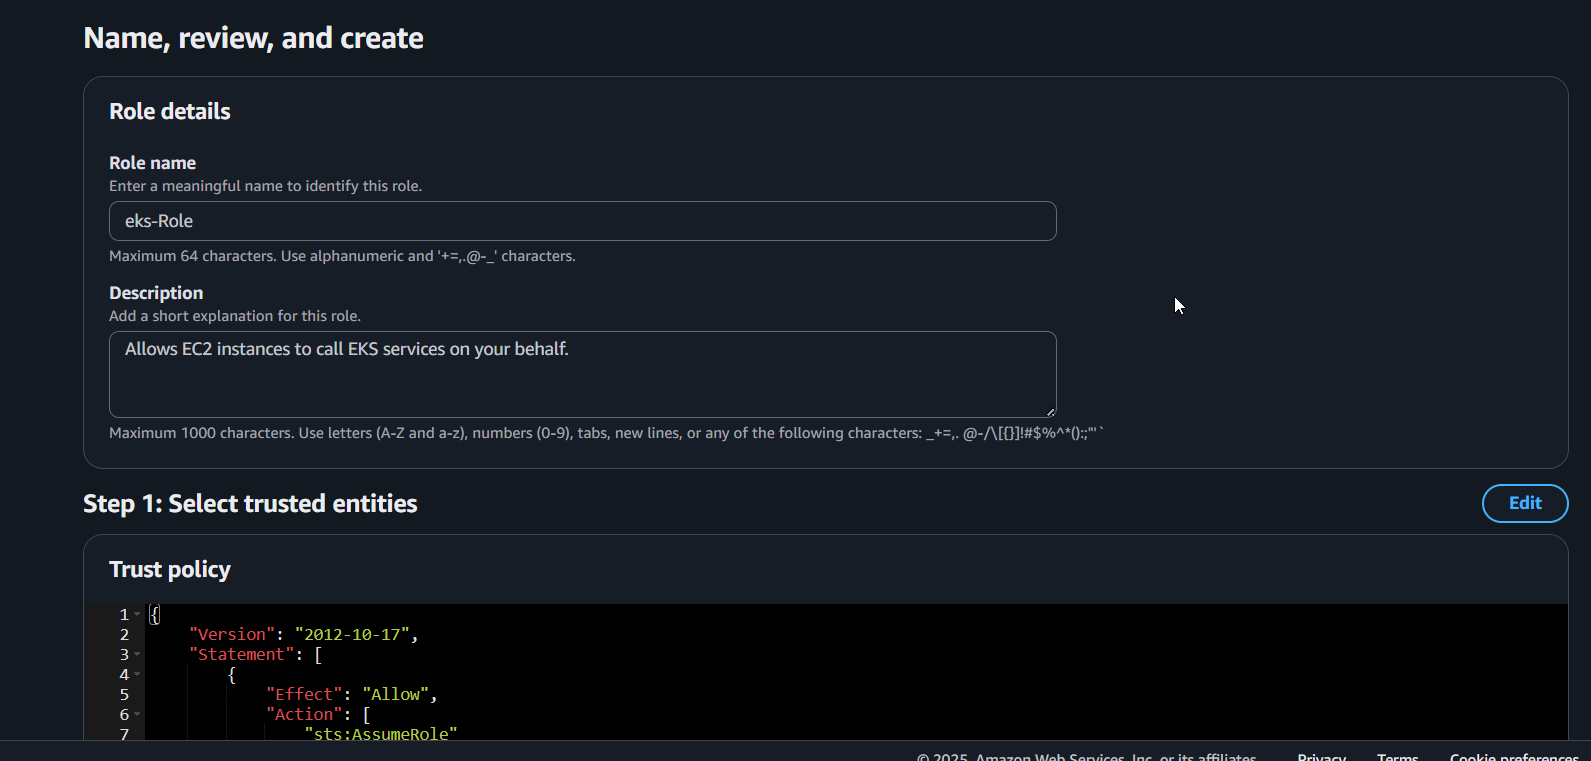 Name, review, and create
Role details
Role name
Enter a meaningful name to identify this role.
eks-Role
Maximum 64 characters. Use alphanumeric and '+=,.@-_' characters.
Description
Add a short explanation for this role.
Allows EC2 instances to call EKS services on your behalf.
Maximum 1000 characters. Use letters (A-Z and a-z), numbers (0-9), tabs, new lines, or any of the following characters: _+=,. @-/\[{}]!#$%^*();:"'`
Step 1: Select trusted entities
Edit
Trust policy
1 {
2 "Version": "2012-10-17",
3 "Statement": [
4 {
5 "Effect": "Allow",
6 "Action": [
7 "sts:AssumeRole"
© 2025, Amazon Web Services, Inc. or its affiliates. Privacy Terms Cookie preferences